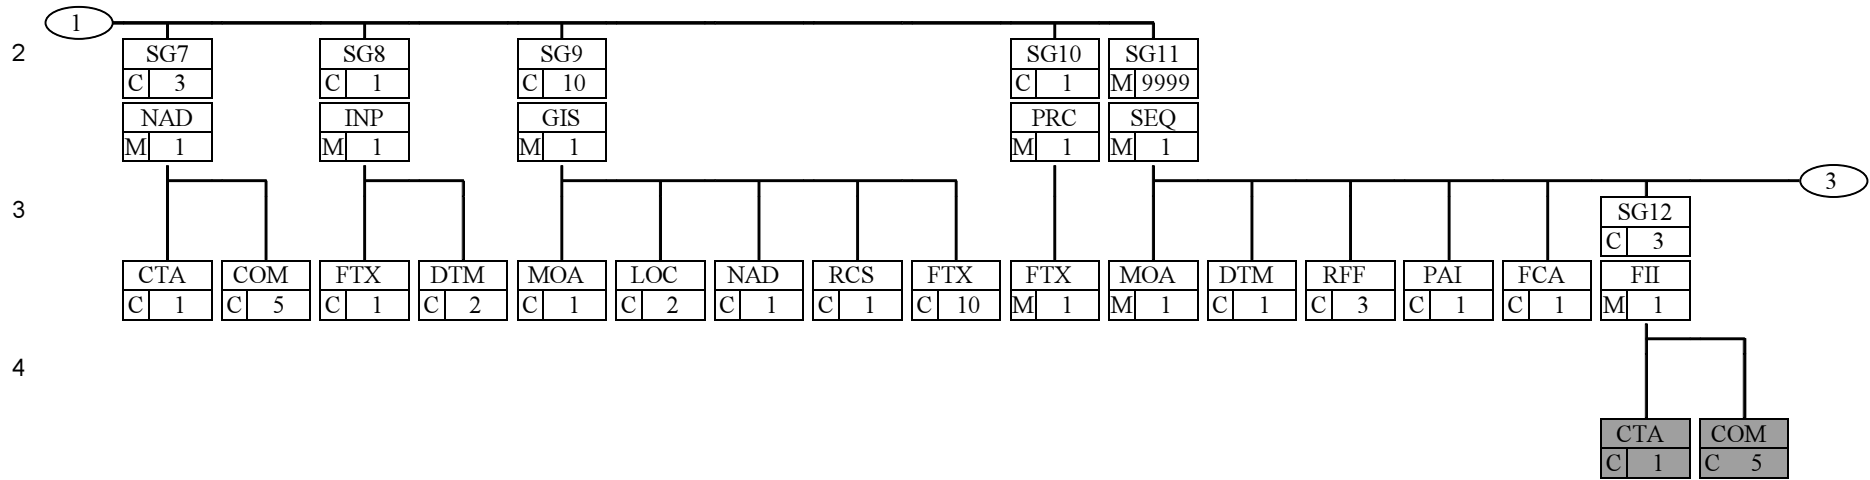 1
2 SG7 SG8 SG9 SG10 SG11
C 3 C 1 C 10 C 1 M 9999
NAD INP GIS PRC SEQ
M 1 M 1 M 1 M 1 M 1
3
3 SG12
C 3
CTA COM FTX DTM MOA LOC NAD RCS FTX FTX MOA DTM RFF PAI FCA FII
C 1 C 5 C 1 C 2 C 1 C 2 C 1 C 1 C 10 M 1 M 1 C 1 C 3 C 1 C 1 M 1
4
CTA COM
C 1 C 5